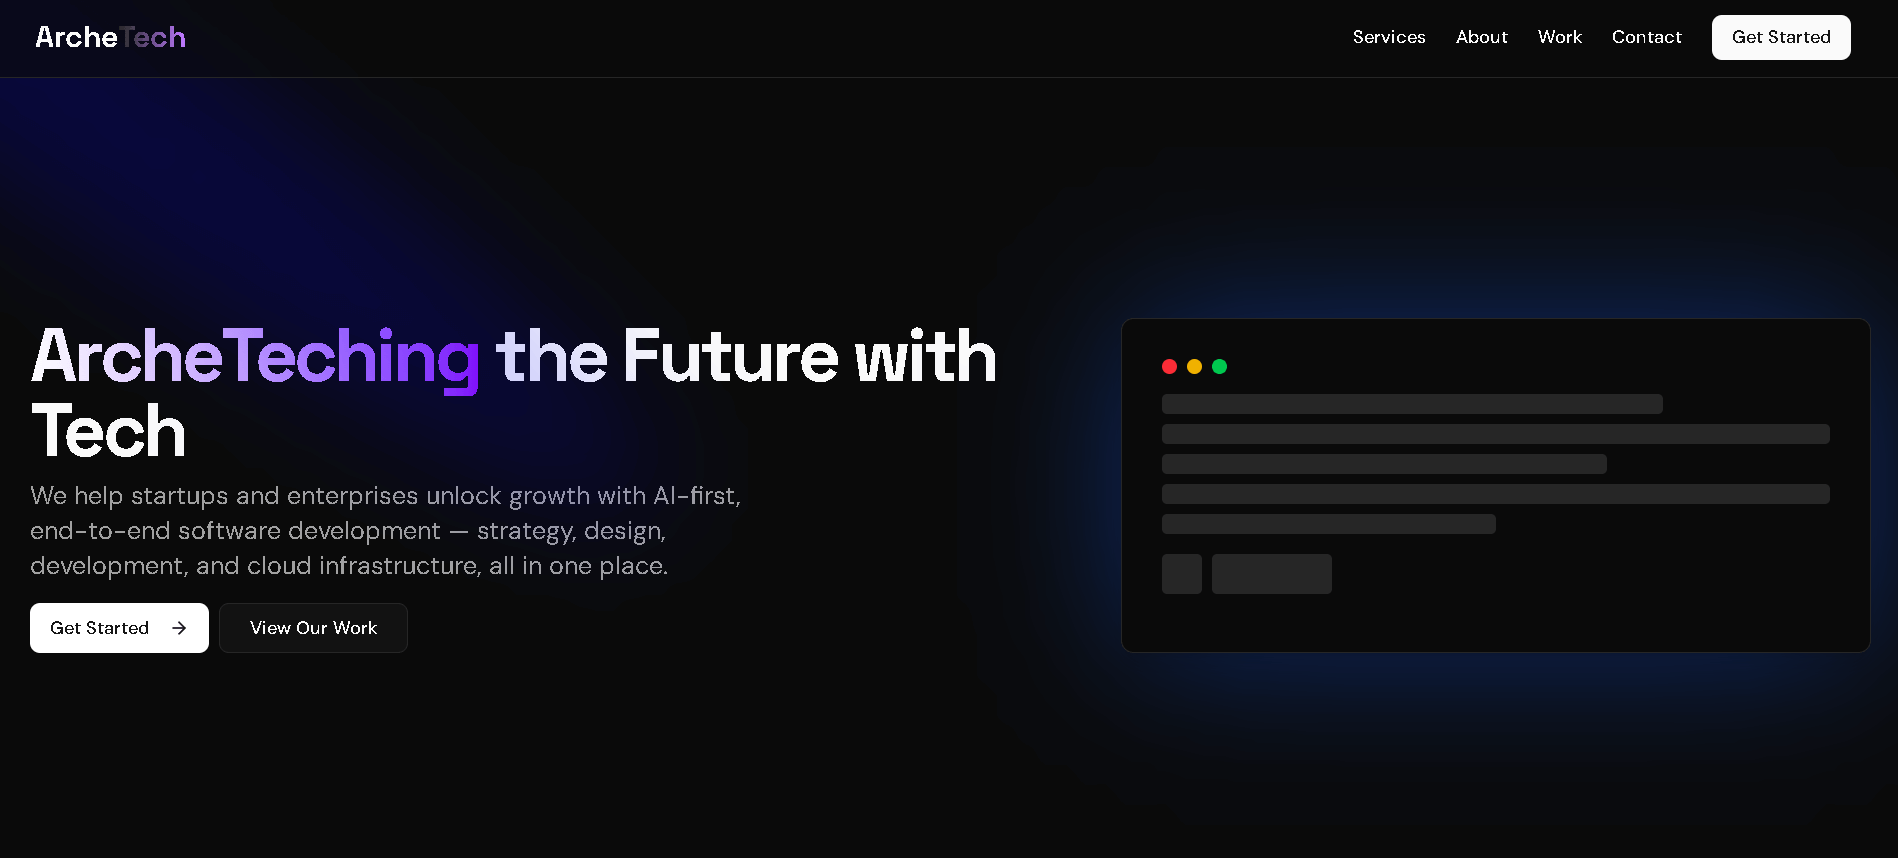 ArcheTech
Services
About
Work
Contact
Get Started
ArcheTeching the Future with
Tech
We help startups and enterprises unlock growth with AI-first,
end-to-end software development — strategy, design,
development, and cloud infrastructure, all in one place.
Get Started →
View Our Work